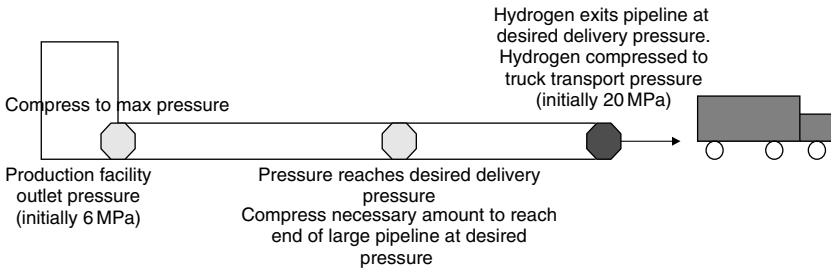 Hydrogen exits pipeline at
desired delivery pressure.
Hydrogen compressed to
truck transport pressure
(initially 20 MPa)
Compress to max pressure
Production facility
outlet pressure
(initially 6 MPa)
Pressure reaches desired delivery
pressure
Compress necessary amount to reach
end of large pipeline at desired
pressure